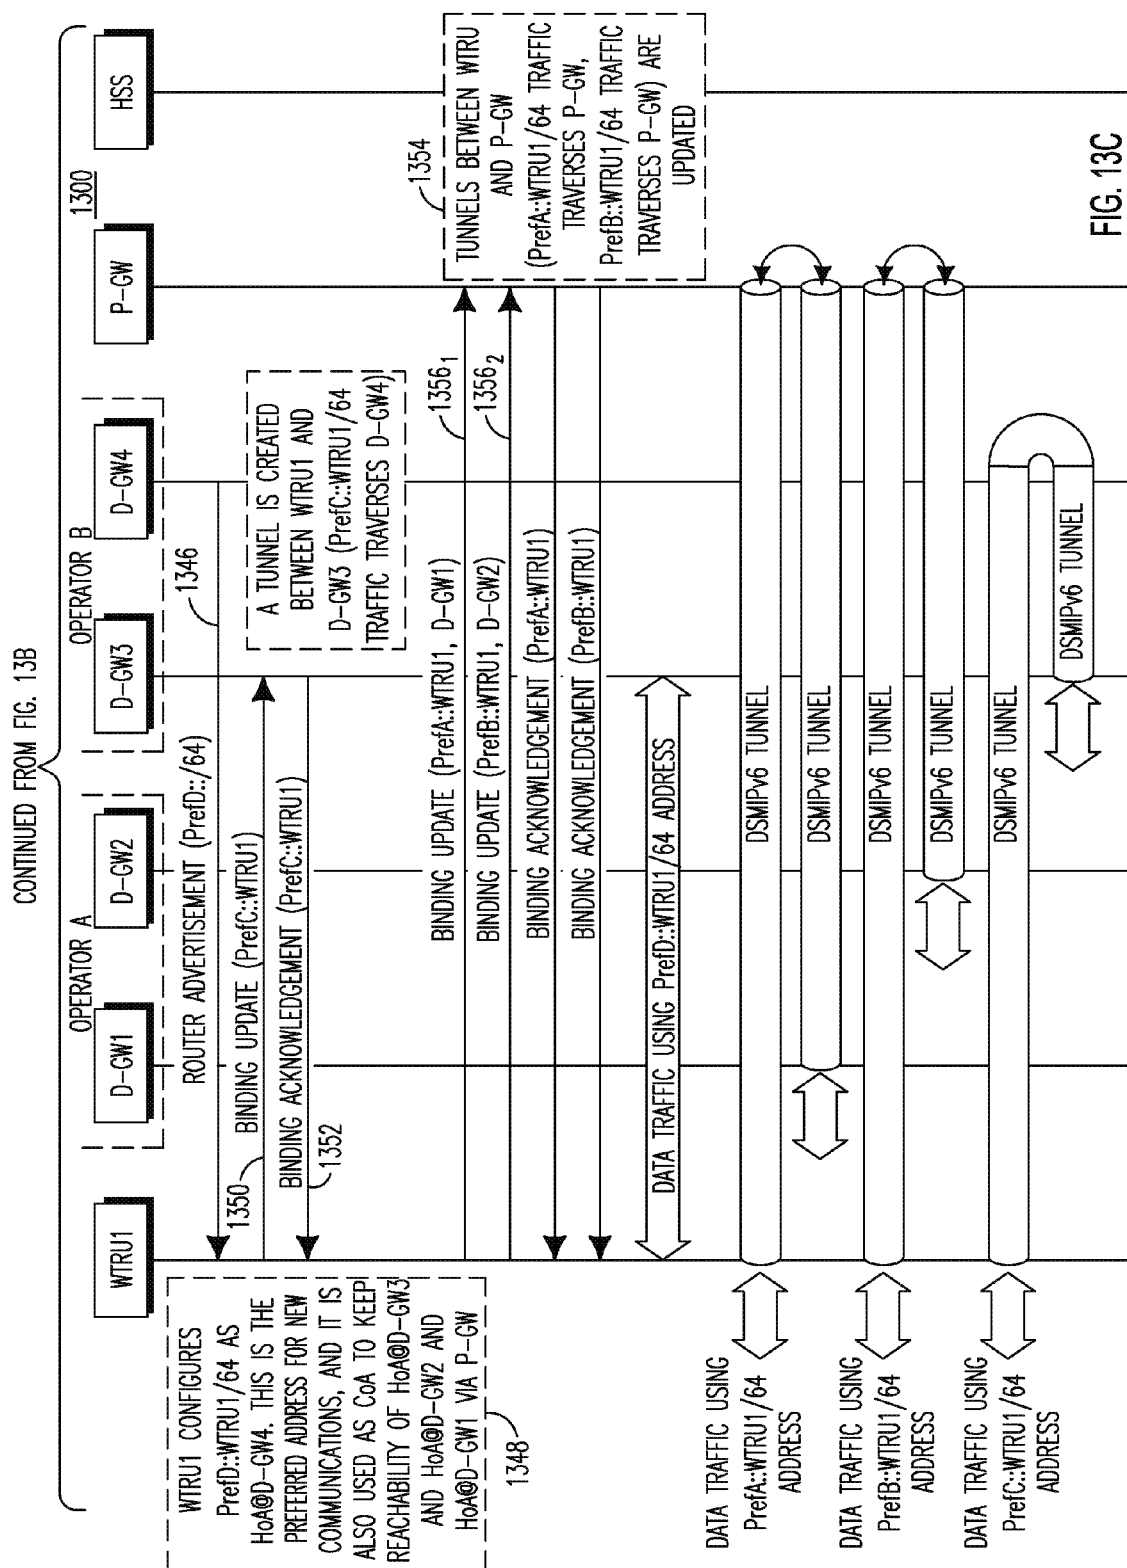 CONTINUED FROM FIG. 13B
1300
OPERATOR A
OPERATOR B
WTRU1
D-GW1
D-GW2
D-GW3
D-GW4
P-GW
HSS
ROUTER ADVERTISEMENT (PrefD::/64)
1346
WTRU1 CONFIGURES
PrefD::WTRU1/64 AS
HoA@D-GW4. THIS IS THE
PREFERRED ADDRESS FOR NEW
COMMUNICATIONS, AND IT IS
ALSO USED AS CoA TO KEEP
REACHABILITY OF HoA@D-GW3
AND HoA@D-GW2 AND
HoA@D-GW1 VIA P-GW
1348
1350
BINDING UPDATE (PrefC::WTRU1)
BINDING ACKNOWLEDGEMENT (PrefC::WTRU1)
1352
A TUNNEL IS CREATED
BETWEEN WTRU1 AND
D-GW3 (PrefC::WTRU1/64
TRAFFIC TRAVERSES D-GW4)
1354
TUNNELS BETWEEN WTRU
AND P-GW
(PrefA::WTRU1/64 TRAFFIC
TRAVERSES P-GW,
PrefB::WTRU1/64 TRAFFIC
TRAVERSES P-GW) ARE
UPDATED
BINDING UPDATE (PrefA::WTRU1, D-GW1)
1356₁
BINDING UPDATE (PrefB::WTRU1, D-GW2)
1356₂
BINDING ACKNOWLEDGEMENT (PrefA::WTRU1)
BINDING ACKNOWLEDGEMENT (PrefB::WTRU1)
DATA TRAFFIC USING PrefD::WTRU1/64 ADDRESS
DATA TRAFFIC USING
PrefA::WTRU1/64
ADDRESS
DSMIPv6 TUNNEL
DSMIPv6 TUNNEL
DATA TRAFFIC USING
PrefB::WTRU1/64
ADDRESS
DSMIPv6 TUNNEL
DSMIPv6 TUNNEL
DATA TRAFFIC USING
PrefC::WTRU1/64
ADDRESS
DSMIPv6 TUNNEL
DSMIPv6 TUNNEL
FIG. 13C